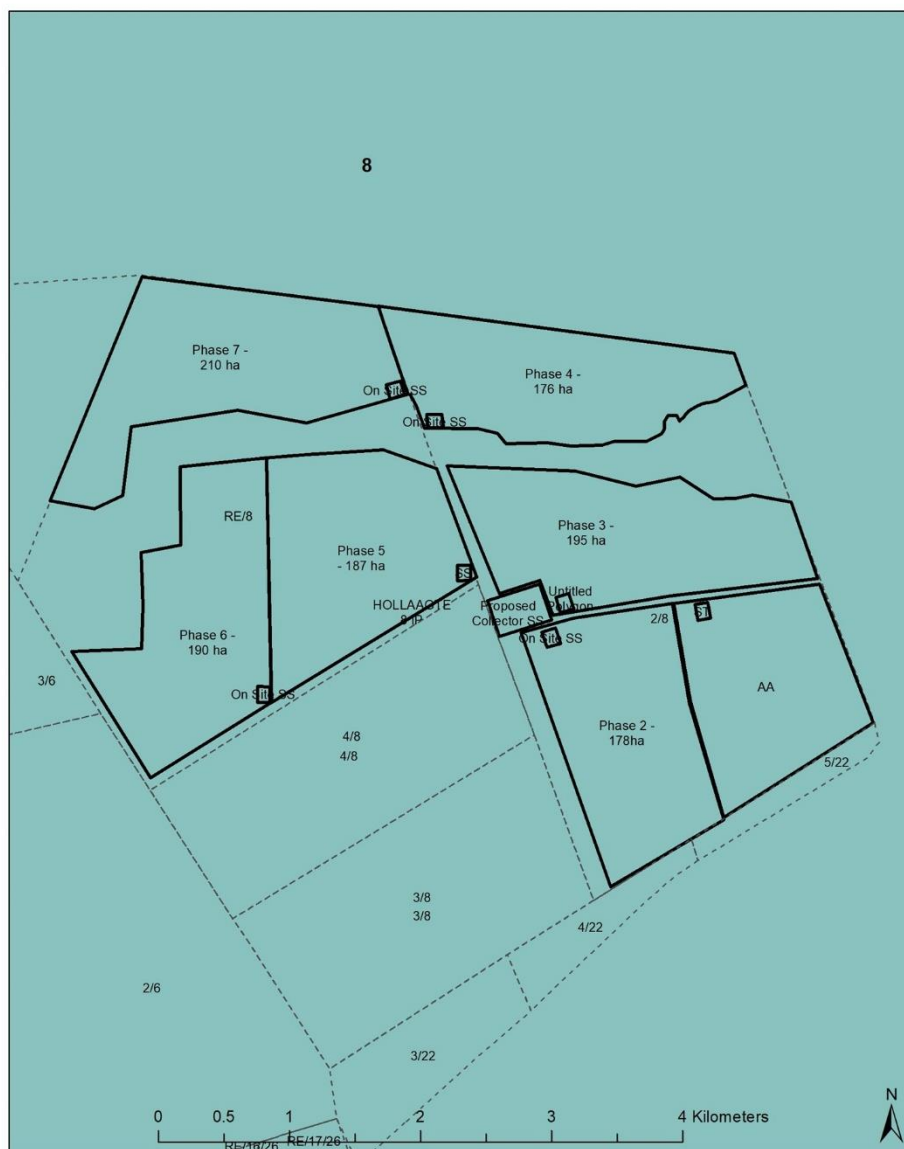 8
Phase 7 -
210 ha
Phase 4 -
176 ha
On Site SS
On Site SS
RE/8
Phase 5
- 187 ha
Phase 3 -
195 ha
SS
HOLLAAGTE
8 IP
Proposed
Collector SS
Untitled
Polygon
On Site SS
2/8
ST
Phase 6 -
190 ha
3/6
On Site SS
AA
Phase 2 -
178ha
4/8
4/8
5/22
3/8
3/8
4/22
2/6
3/22
N
0 0.5 1 2 3 4 Kilometers
RE/16/26
RE/17/26